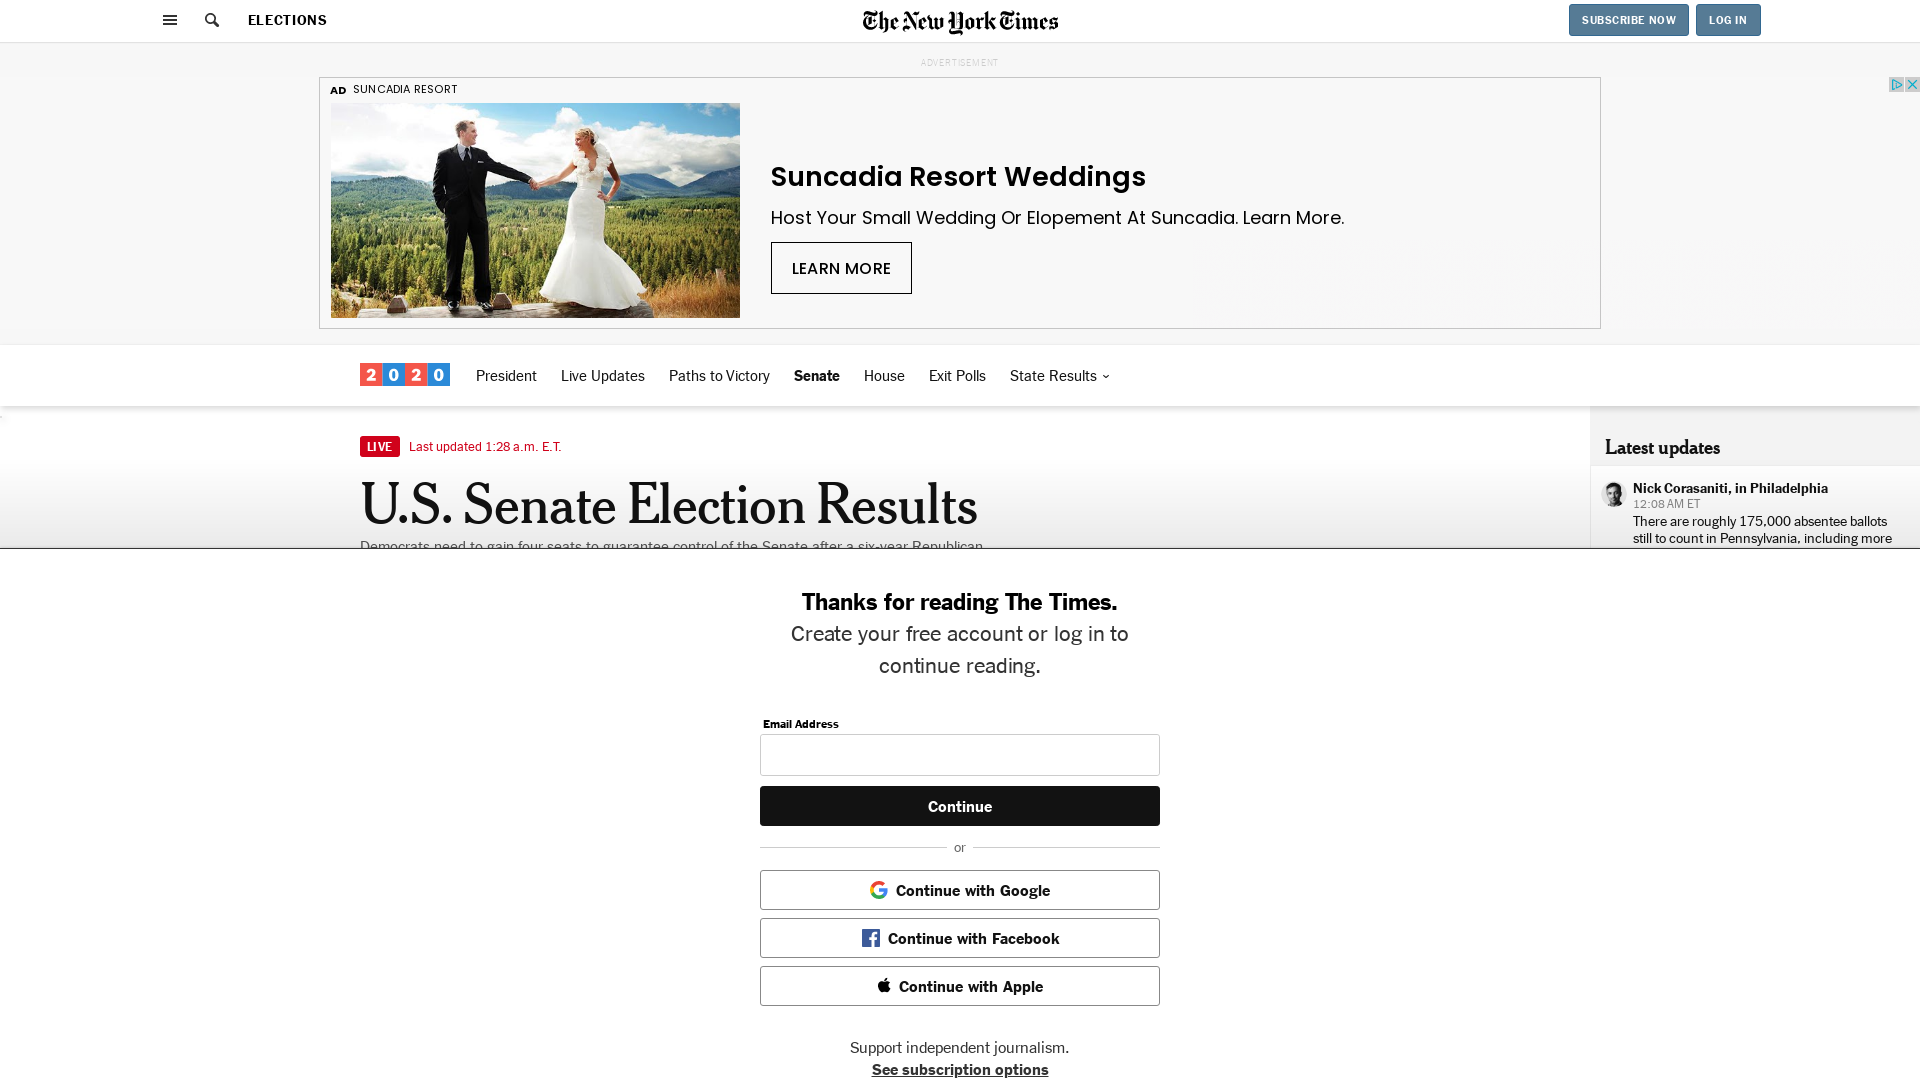 ELECTIONS
The New York Times
SUBSCRIBE NOW
LOG IN
ADVERTISEMENT
AD SUNCADIA RESORT
Suncadia Resort Weddings
Host Your Small Wedding Or Elopement At Suncadia. Learn More.
LEARN MORE
2020
President
Live Updates
Paths to Victory
Senate
House
Exit Polls
State Results
LIVE Last updated 1:28 a.m. E.T.
U.S. Senate Election Results
Democrats need to gain four seats to guarantee control of the Senate after a six-year Republican
Latest updates
Nick Corasaniti, in Philadelphia
12:08 AM ET
There are roughly 175,000 absentee ballots
still to count in Pennsylvania, including more
Thanks for reading The Times.
Create your free account or log in to
continue reading.
Email Address
Continue
or
Continue with Google
Continue with Facebook
Continue with Apple
Support independent journalism.
See subscription options